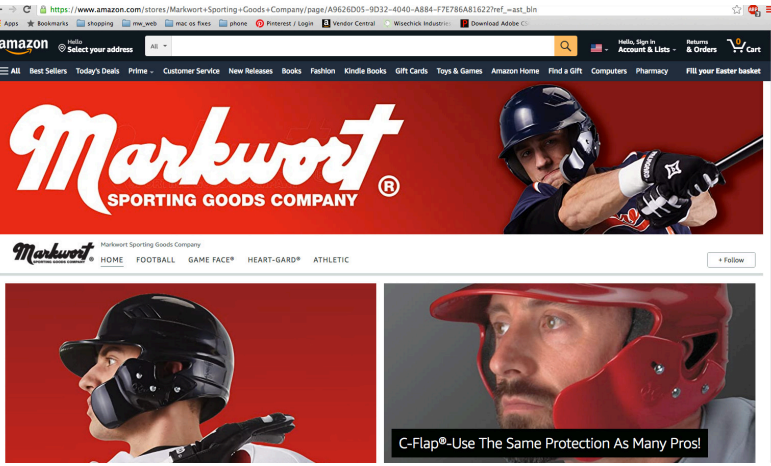 https://www.amazon.com/stores/Markwort+Sporting+Goods+Company/page/A9626D05-9D32-4040-A884-F7E786A81622?ref_=ast_bln
Apps ★ Bookmarks shopping mw_web mac os fixes phone Pinterest / Login Vendor Central Wisechick Industries Download Adobe CS
amazon
Hello
Select your address
All
Hello, Sign in
Account & Lists
Returns
& Orders
0
Cart
All Best Sellers Today's Deals Prime Customer Service New Releases Books Fashion Kindle Books Gift Cards Toys & Games Amazon Home Find a Gift Computers Pharmacy Fill your Easter basket
Markwort
SPORTING GOODS COMPANY ®
Markwort
SPORTING GOODS COMPANY
Markwort Sporting Goods Company
HOME FOOTBALL GAME FACE® HEART-GARD® ATHLETIC
+ Follow
C-Flap®-Use The Same Protection As Many Pros!